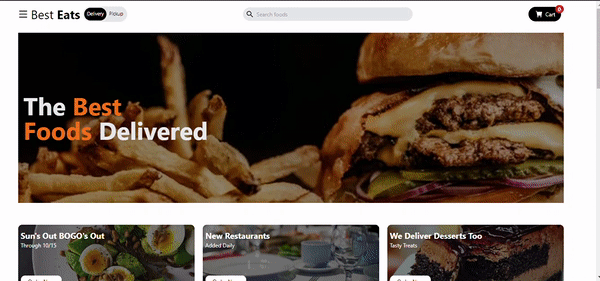 Best Eats
Delivery
Pickup
Search foods
Cart
0
The Best
Foods Delivered
Sun's Out BOGO's Out
Through 10/15
New Restaurants
Added Daily
We Deliver Desserts Too
Tasty Treats